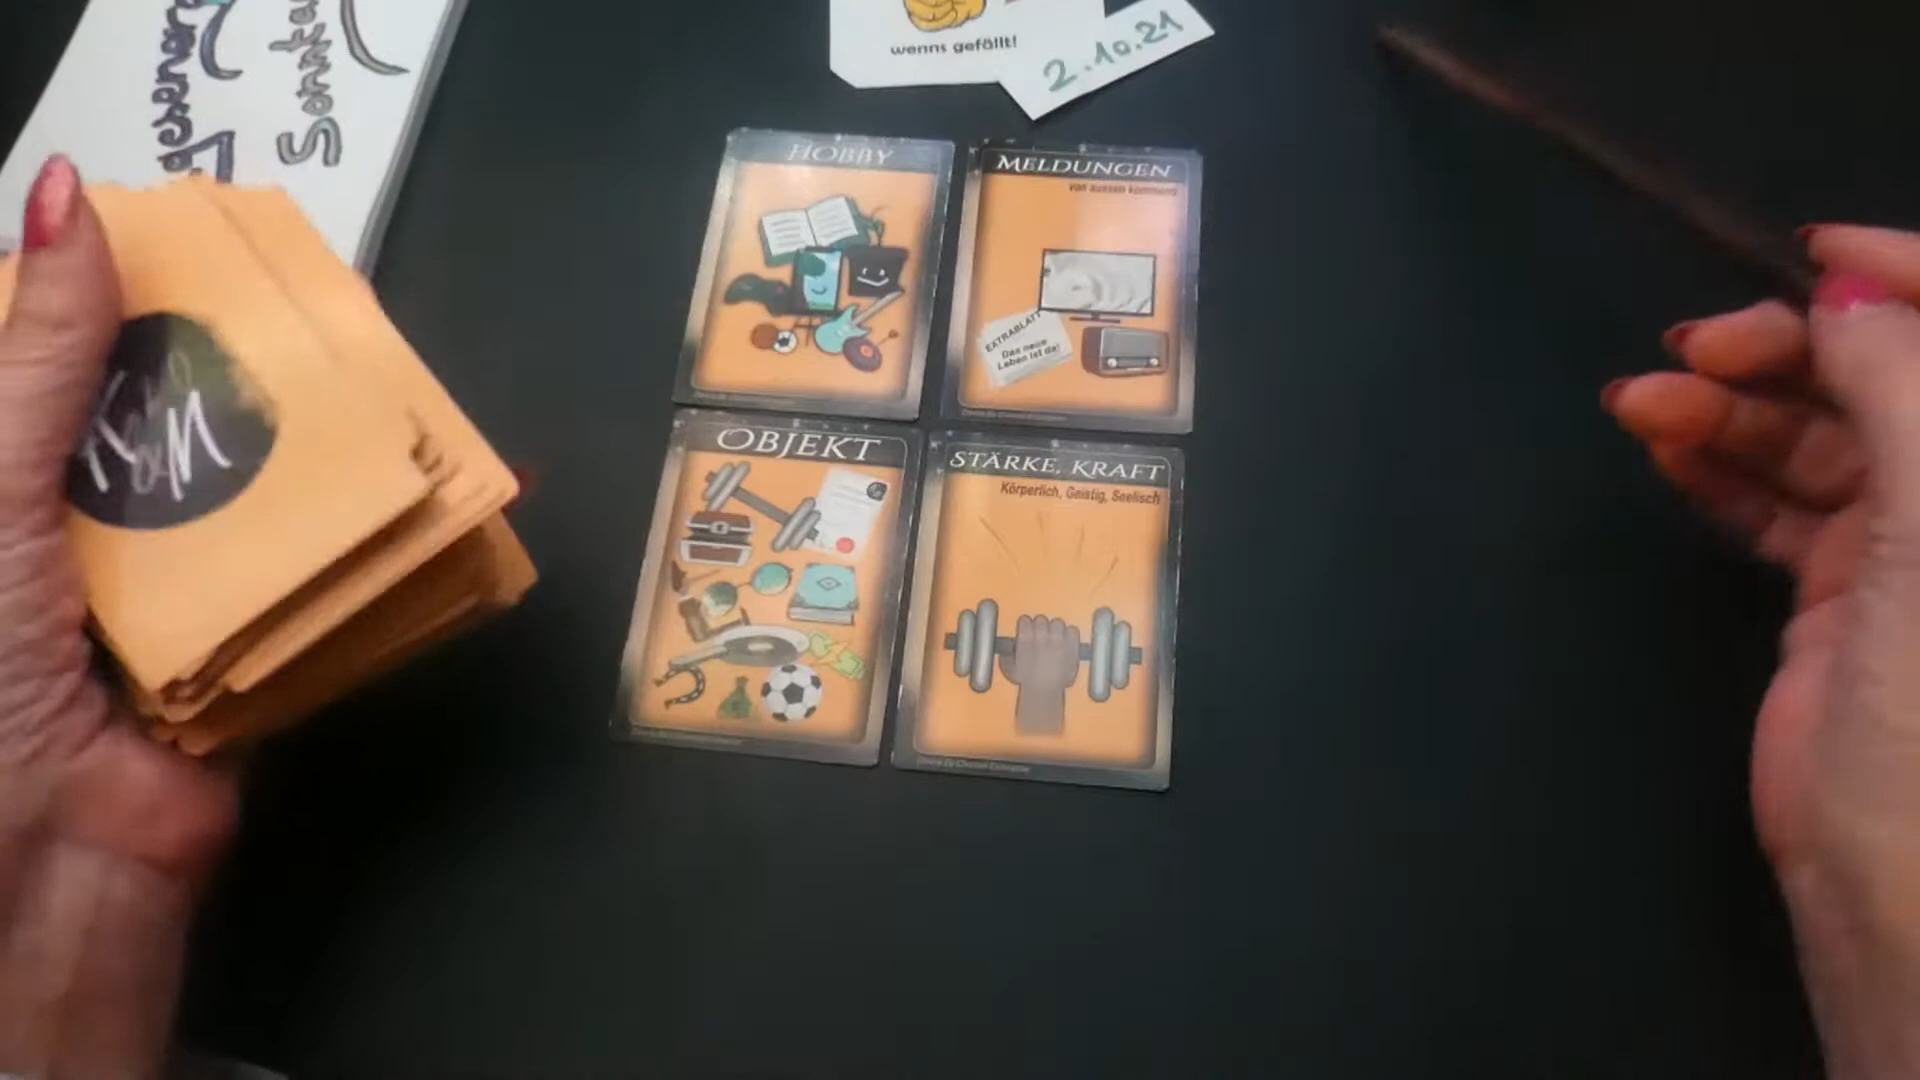 wenns gefällt!
2.10.21
HOBBY
MELDUNGEN
von aussen kommend
EXTRABLATT
Das neue
Leben ist da!
OBJEKT
STÄRKE, KRAFT
Körperlich, Geistig, Seelisch